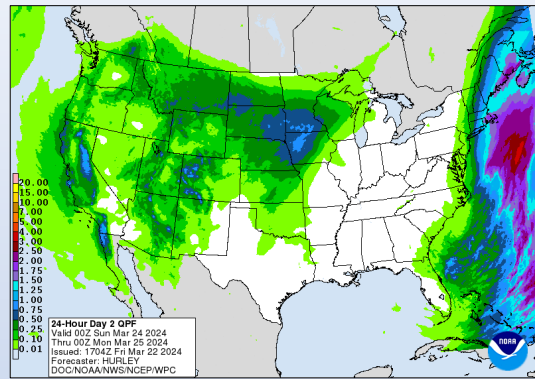 20.00
15.00
10.00
7.00
5.00
4.00
3.00
2.50
2.00
1.75
1.50
1.25
1.00
0.75
0.50
0.25
0.10
0.01
24-Hour Day 2 QPF
Valid 00Z Sun Mar 24 2024
Thru 00Z Mon Mar 25 2024
Issued: 1704Z Fri Mar 22 2024
Forecaster: HURLEY
DOC/NOAA/NWS/NCEP/WPC
NOAA